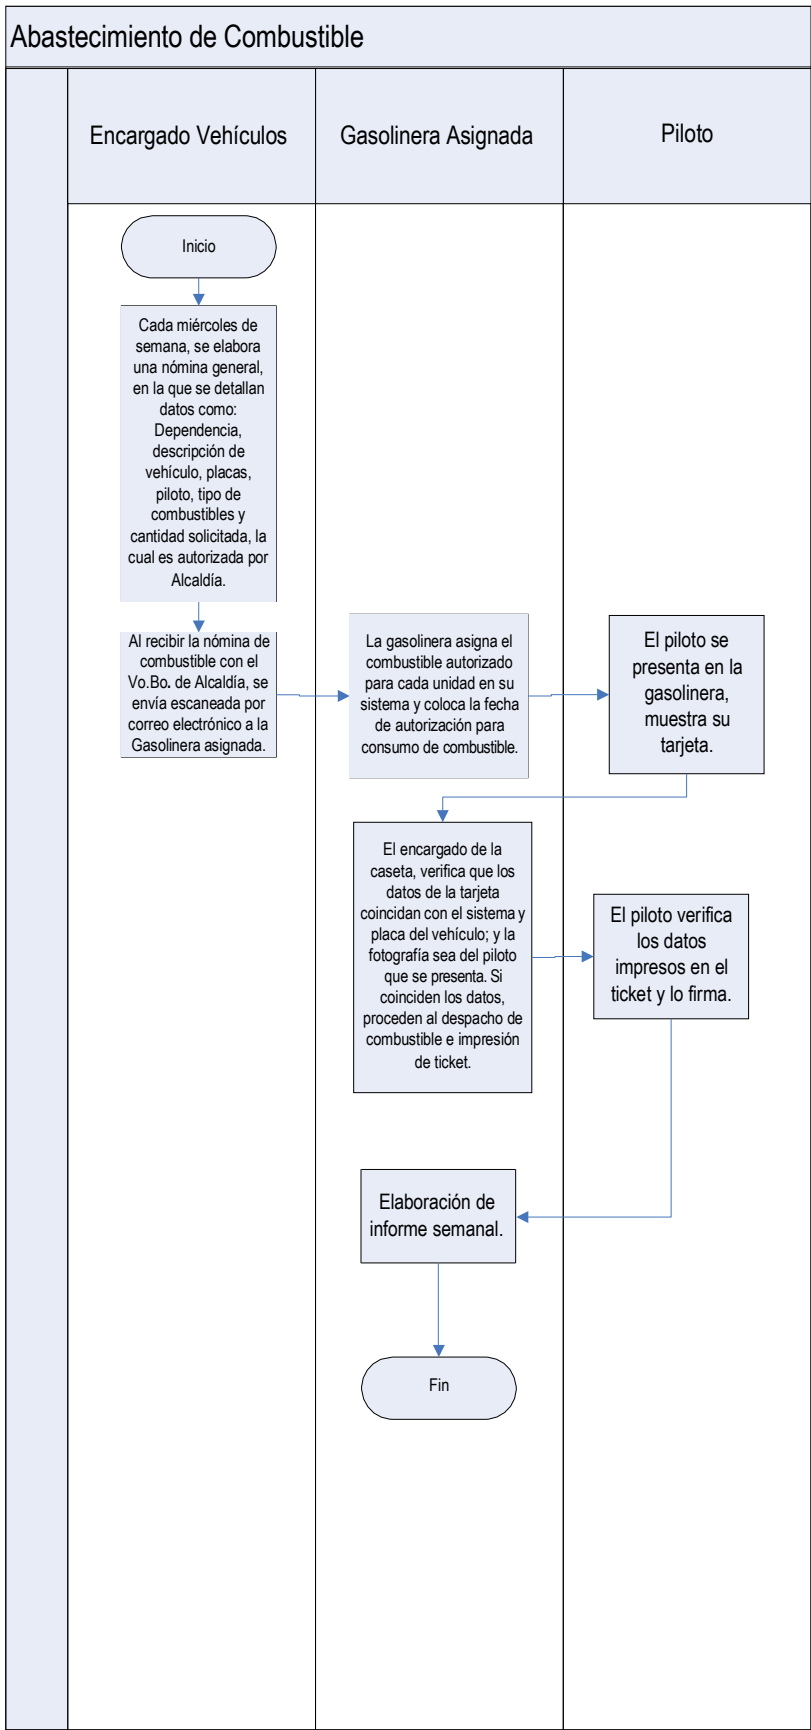 Abastecimiento de Combustible
Encargado Vehículos
Gasolinera Asignada
Piloto
Inicio
Cada miércoles de
semana, se elabora
una nómina general,
en la que se detallan
datos como:
Dependencia,
descripción de
vehículo, placas,
piloto, tipo de
combustibles y
cantidad solicitada, la
cual es autorizada por
Alcaldía.
Al recibir la nómina de
combustible con el
Vo.Bo. de Alcaldía, se
envía escaneada por
correo electrónico a la
Gasolinera asignada.
La gasolinera asigna el
combustible autorizado
para cada unidad en su
sistema y coloca la fecha
de autorización para
consumo de combustible.
El piloto se
presenta en la
gasolinera,
muestra su
tarjeta.
El encargado de la
caseta, verifica que los
datos de la tarjeta
coincidan con el sistema y
placa del vehículo; y la
fotografía sea del piloto
que se presenta. Si
coinciden los datos,
proceden al despacho de
combustible e impresión
de ticket.
El piloto verifica
los datos
impresos en el
ticket y lo firma.
Elaboración de
informe semanal.
Fin